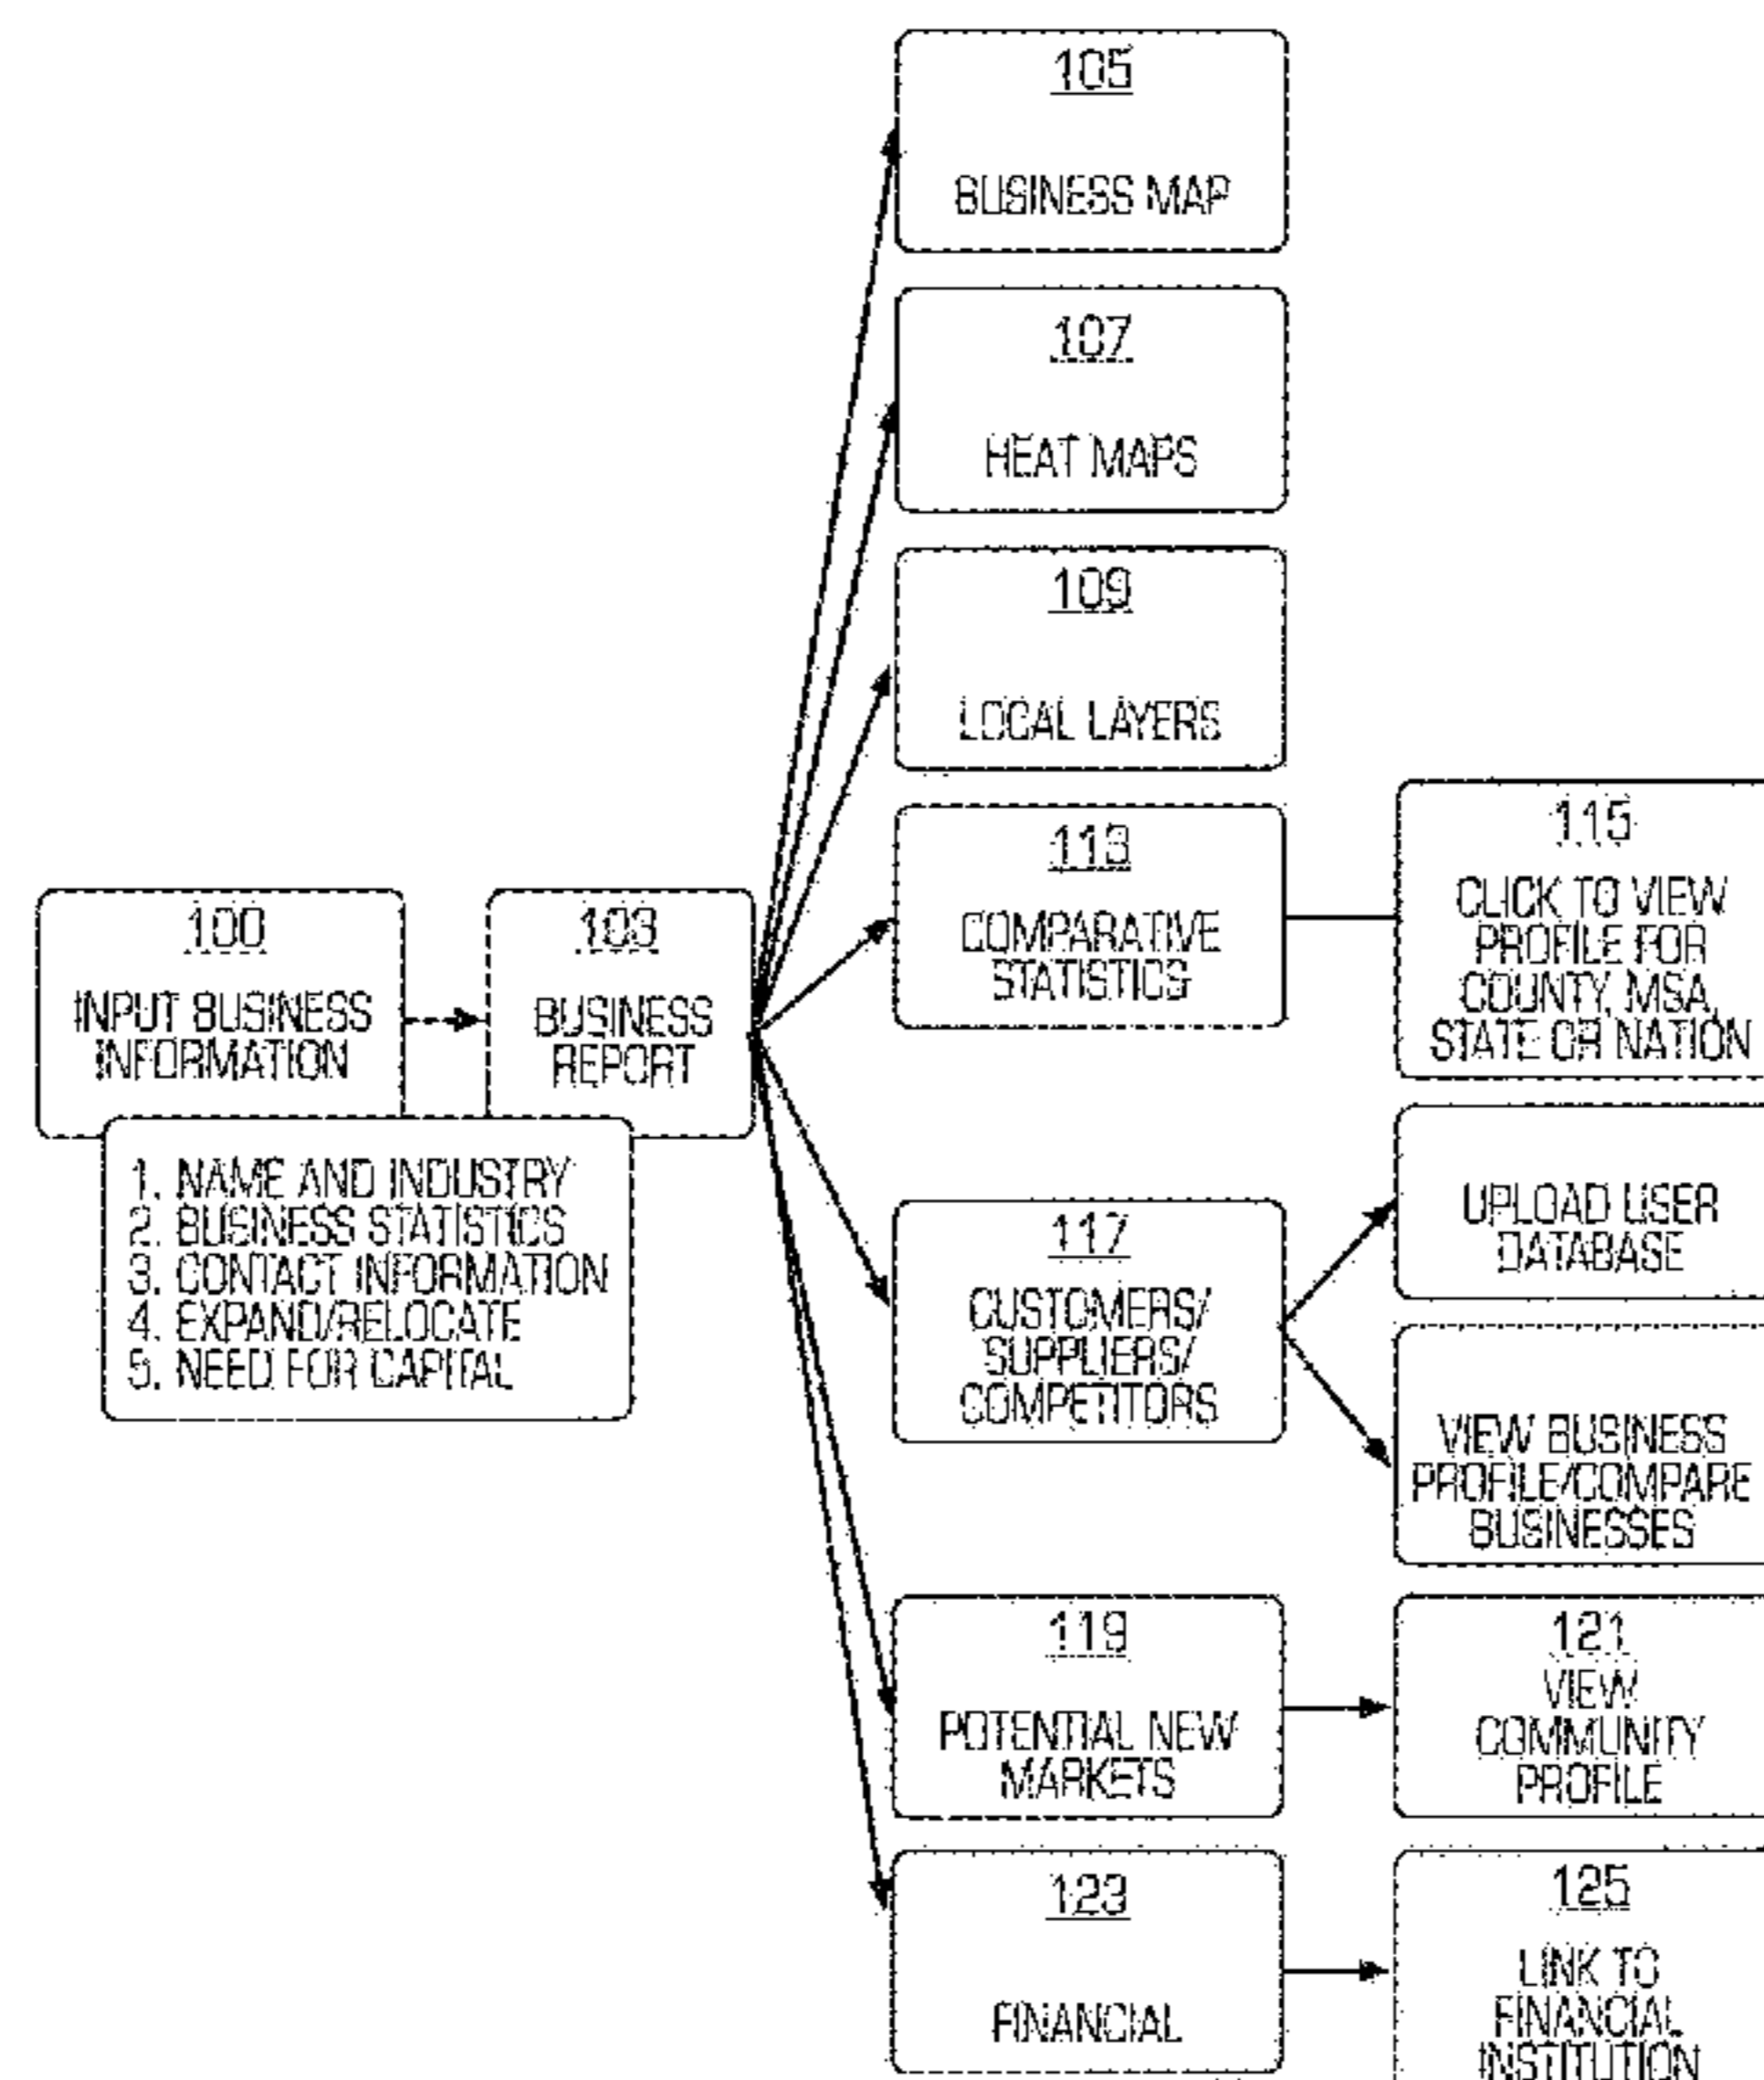 105
BUSINESS MAP
107
HEAT MAPS
109
LOCAL LAYERS
113
COMPARATIVE
STATISTICS
115
CLICK TO VIEW
PROFILE FOR
COUNTY, MSA,
STATE OR NATION
100
INPUT BUSINESS
INFORMATION
103
BUSINESS
REPORT
1. NAME AND INDUSTRY
2. BUSINESS STATISTICS
3. CONTACT INFORMATION
4. EXPAND/RELOCATE
5. NEED FOR CAPITAL
117
CUSTOMERS/
SUPPLIERS/
COMPETITORS
UPLOAD USER
DATABASE
VIEW BUSINESS
PROFILE/COMPARE
BUSINESSES
119
POTENTIAL NEW
MARKETS
121
VIEW
COMMUNITY
PROFILE
123
FINANCIAL
125
LINK TO
FINANCIAL
INSTITUTION